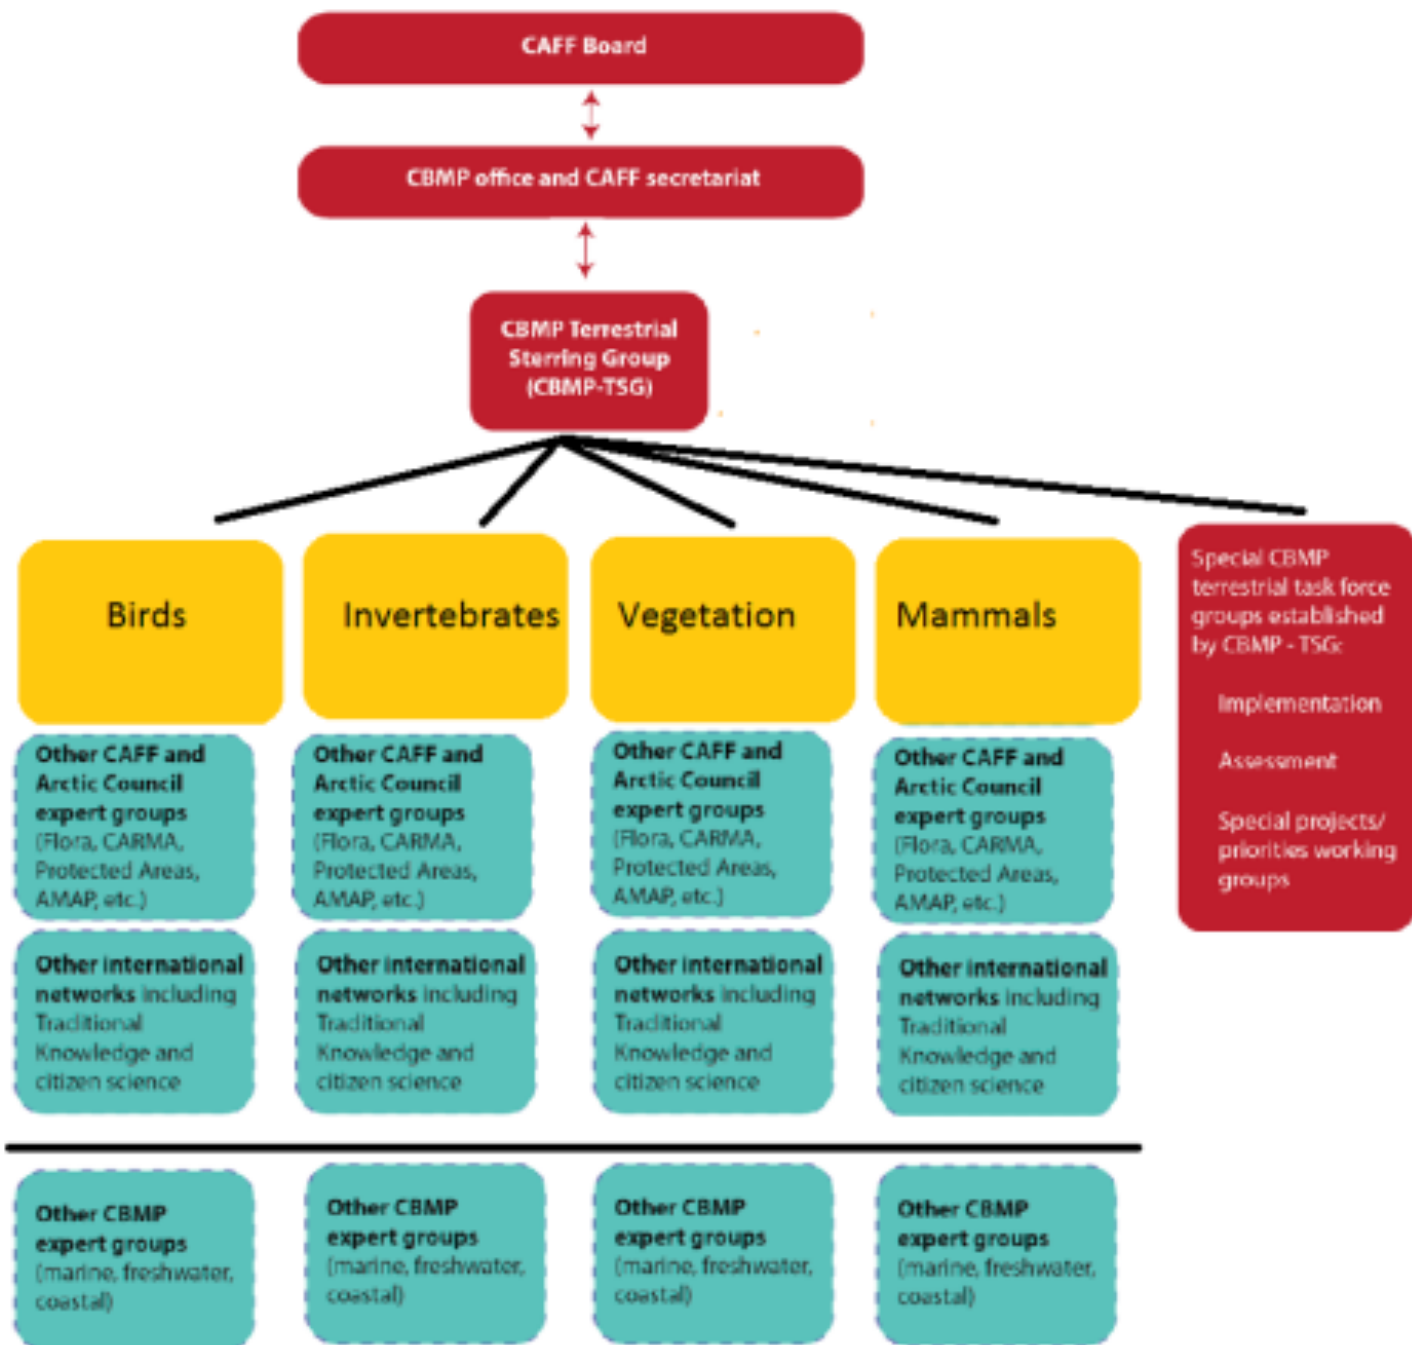 CAFF Board
CBMP office and CAFF secretariat
CBMP Terrestrial
Sterring Group
(CBMP-TSG)
Birds
Invertebrates
Vegetation
Mammals
Special CBMP
terrestrial task force
groups established
by CBMP - TSG:
Implementation
Assessment
Special projects/
priorities working
groups
Other CAFF and
Arctic Council
expert groups
(Flora, CARMA,
Protected Areas,
AMAP, etc.)
Other CAFF and
Arctic Council
expert groups
(Flora, CARMA,
Protected Areas,
AMAP, etc.)
Other CAFF and
Arctic Council
expert groups
(Flora, CARMA,
Protected Areas,
AMAP, etc.)
Other CAFF and
Arctic Council
expert groups
(Flora, CARMA,
Protected Areas,
AMAP, etc.)
Other international
networks including
Traditional
Knowledge and
citizen science
Other international
networks including
Traditional
Knowledge and
citizen science
Other international
networks including
Traditional
Knowledge and
citizen science
Other international
networks including
Traditional
Knowledge and
citizen science
Other CBMP
expert groups
(marine, freshwater,
coastal)
Other CBMP
expert groups
(marine, freshwater,
coastal)
Other CBMP
expert groups
(marine, freshwater,
coastal)
Other CBMP
expert groups
(marine, freshwater,
coastal)